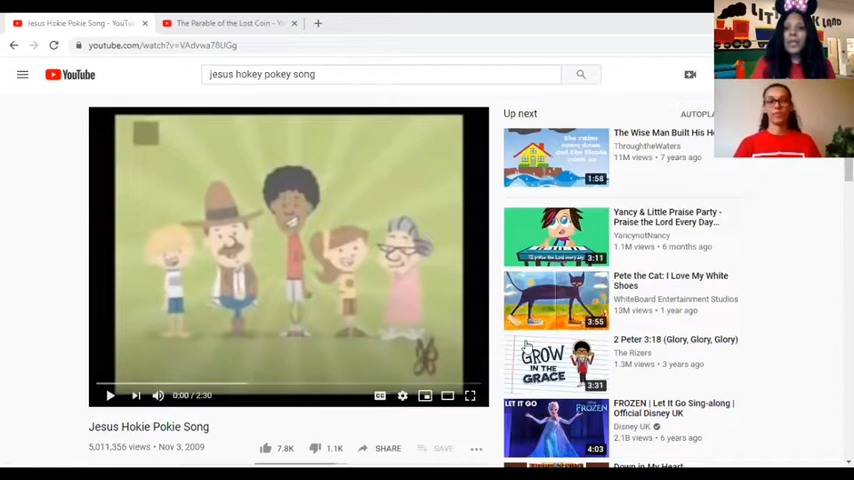 Jesus Hokie Pokie Song - YouTu
The Parable of the Lost Coin - Yo
youtube.com/watch?v=VAdvwa78UGg
YouTube
jesus hokey pokey song
Up next
AUTOPLA
The Wise Man Built His H
ThroughtheWaters
11M views • 7 years ago
1:58
Yancy & Little Praise Party -
Praise the Lord Every Day...
YancynotNancy
1.1M views • 6 months ago
3:11
Pete the Cat: I Love My White
Shoes
WhiteBoard Entertainment Studios
13M views • 1 year ago
3:55
2 Peter 3:18 (Glory, Glory, Glory)
The Rizers
1.3M views • 3 years ago
GROW
IN THE
GRACE
3:31
FROZEN | Let It Go Sing-along |
Official Disney UK
Disney UK
2.1B views • 6 years ago
LET IT GO
FROZEN
4:03
Down in My Heart
0:00 / 2:30
Jesus Hokie Pokie Song
5,011,356 views • Nov 3, 2009
7.8K
1.1K
SHARE
SAVE
LAND